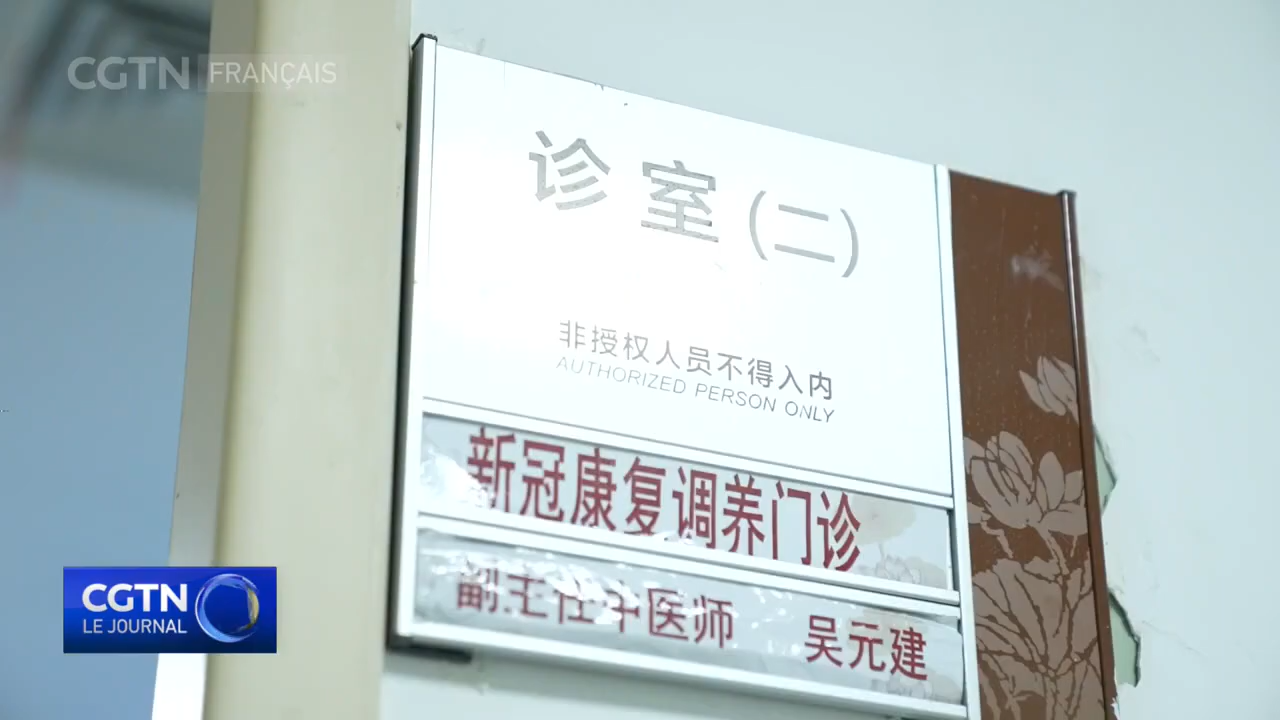 CGTN FRANÇAIS
诊室(二)
非授权人员不得入内
AUTHORIZED PERSON ONLY
新冠康复调养门诊
副主任中医师 吴元建
CGTN
LE JOURNAL